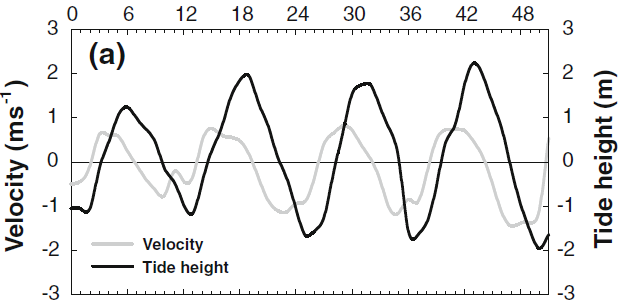 0 6 12 18 24 30 36 42 48
3 3
(a)
2 2
1 1
0 0
-1 -1
-2 -2
-3 -3
Velocity (ms⁻¹)
Tide height (m)
Velocity
Tide height